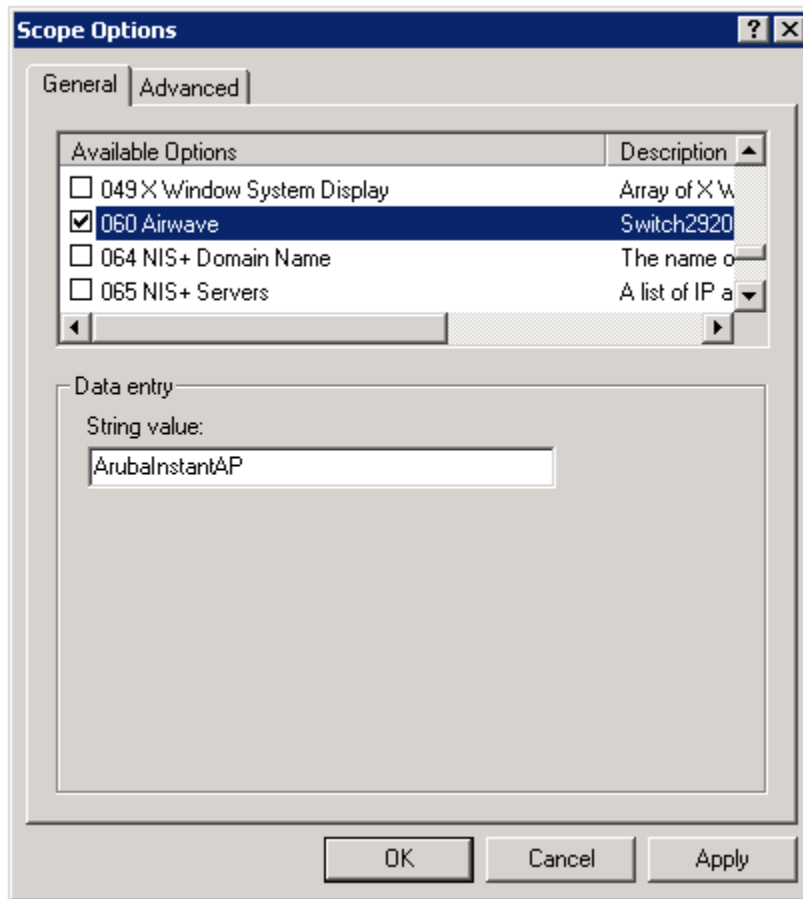 Scope Options
General Advanced
Available Options Description
049 X Window System Display Array of X W
060 Airwave Switch2920
064 NIS+ Domain Name The name o
065 NIS+ Servers A list of IP a
Data entry
String value:
ArubaInstantAP
OK Cancel Apply